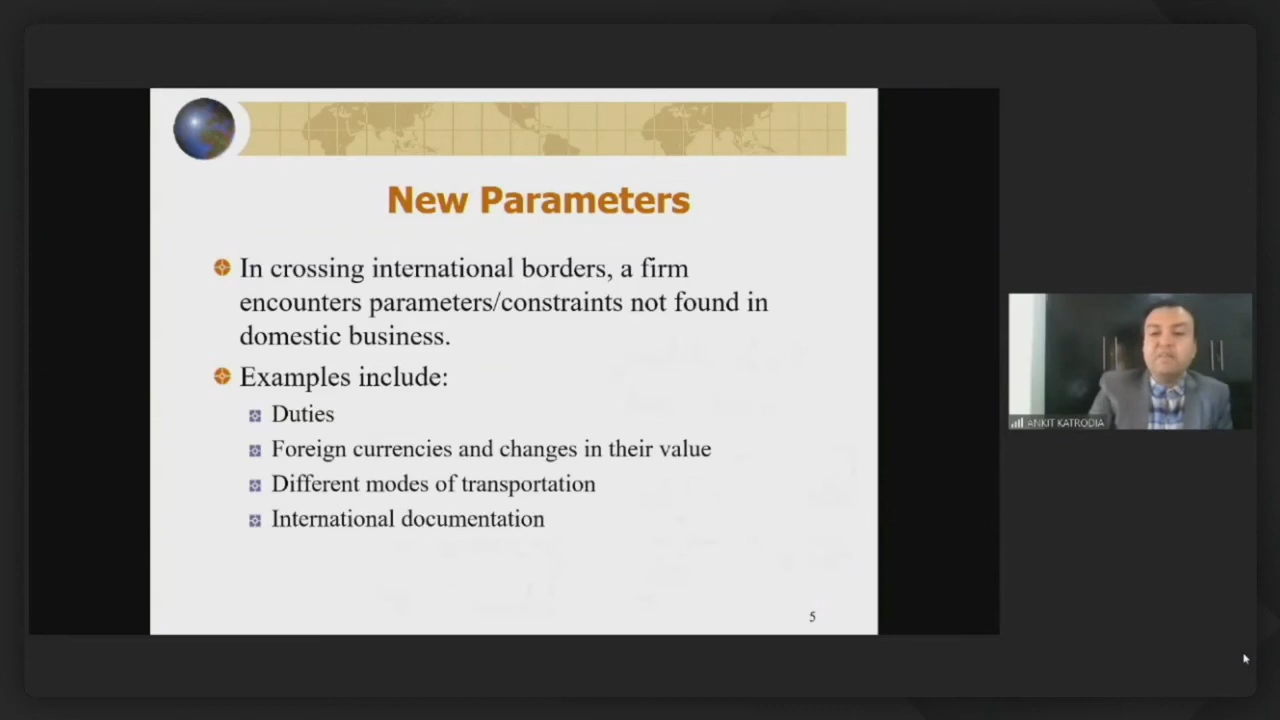 New Parameters
In crossing international borders, a firm
encounters parameters/constraints not found in
domestic business.
Examples include:
Duties
Foreign currencies and changes in their value
Different modes of transportation
International documentation
5
ANKIT KATRODIA